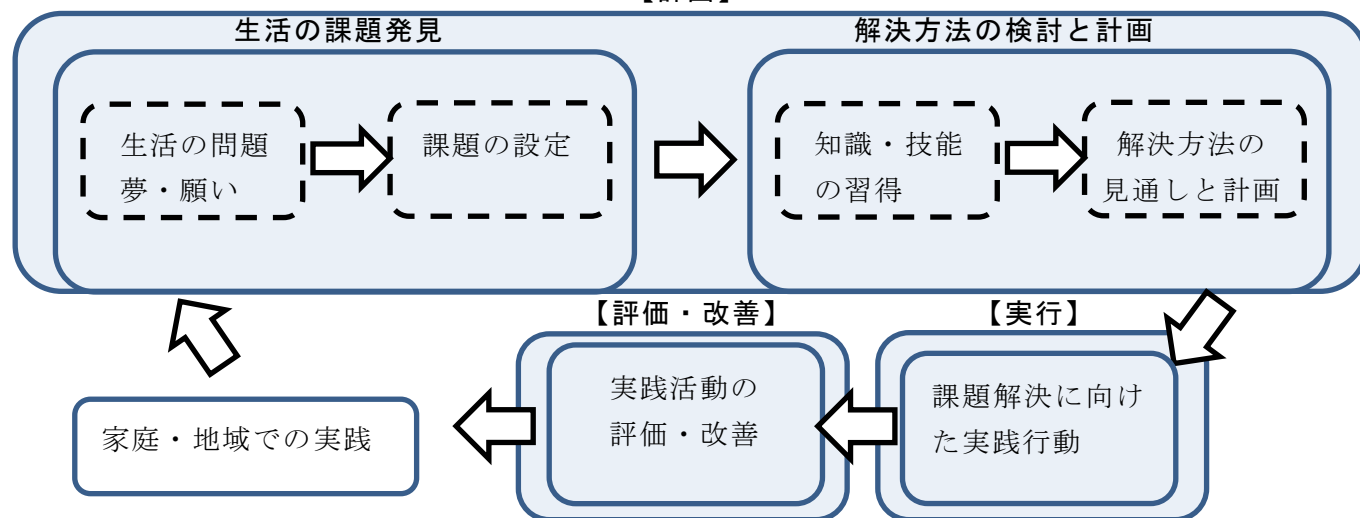 【計画】
生活の課題発見
解決方法の検討と計画
生活の問題
夢・願い
課題の設定
知識・技能
の習得
解決方法の
見通しと計画
【評価・改善】
【実行】
実践活動の
評価・改善
課題解決に向け
た実践行動
家庭・地域での実践